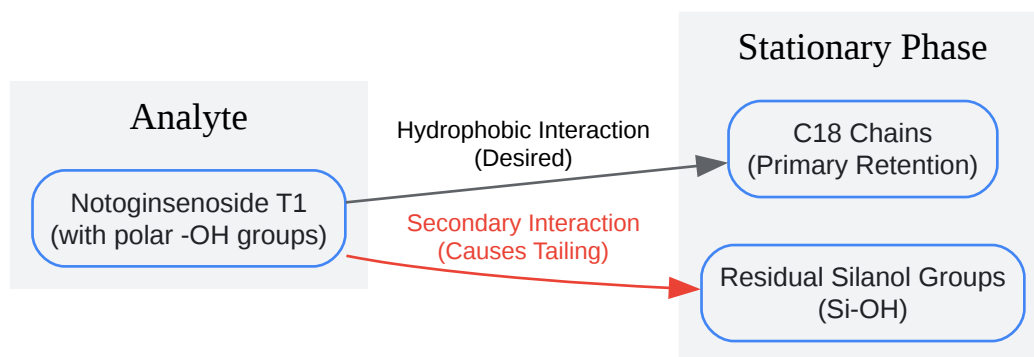 Analyte
Notoginsenoside T1
(with polar -OH groups)
Hydrophobic Interaction
(Desired)
Secondary Interaction
(Causes Tailing)
Stationary Phase
C18 Chains
(Primary Retention)
Residual Silanol Groups
(Si-OH)